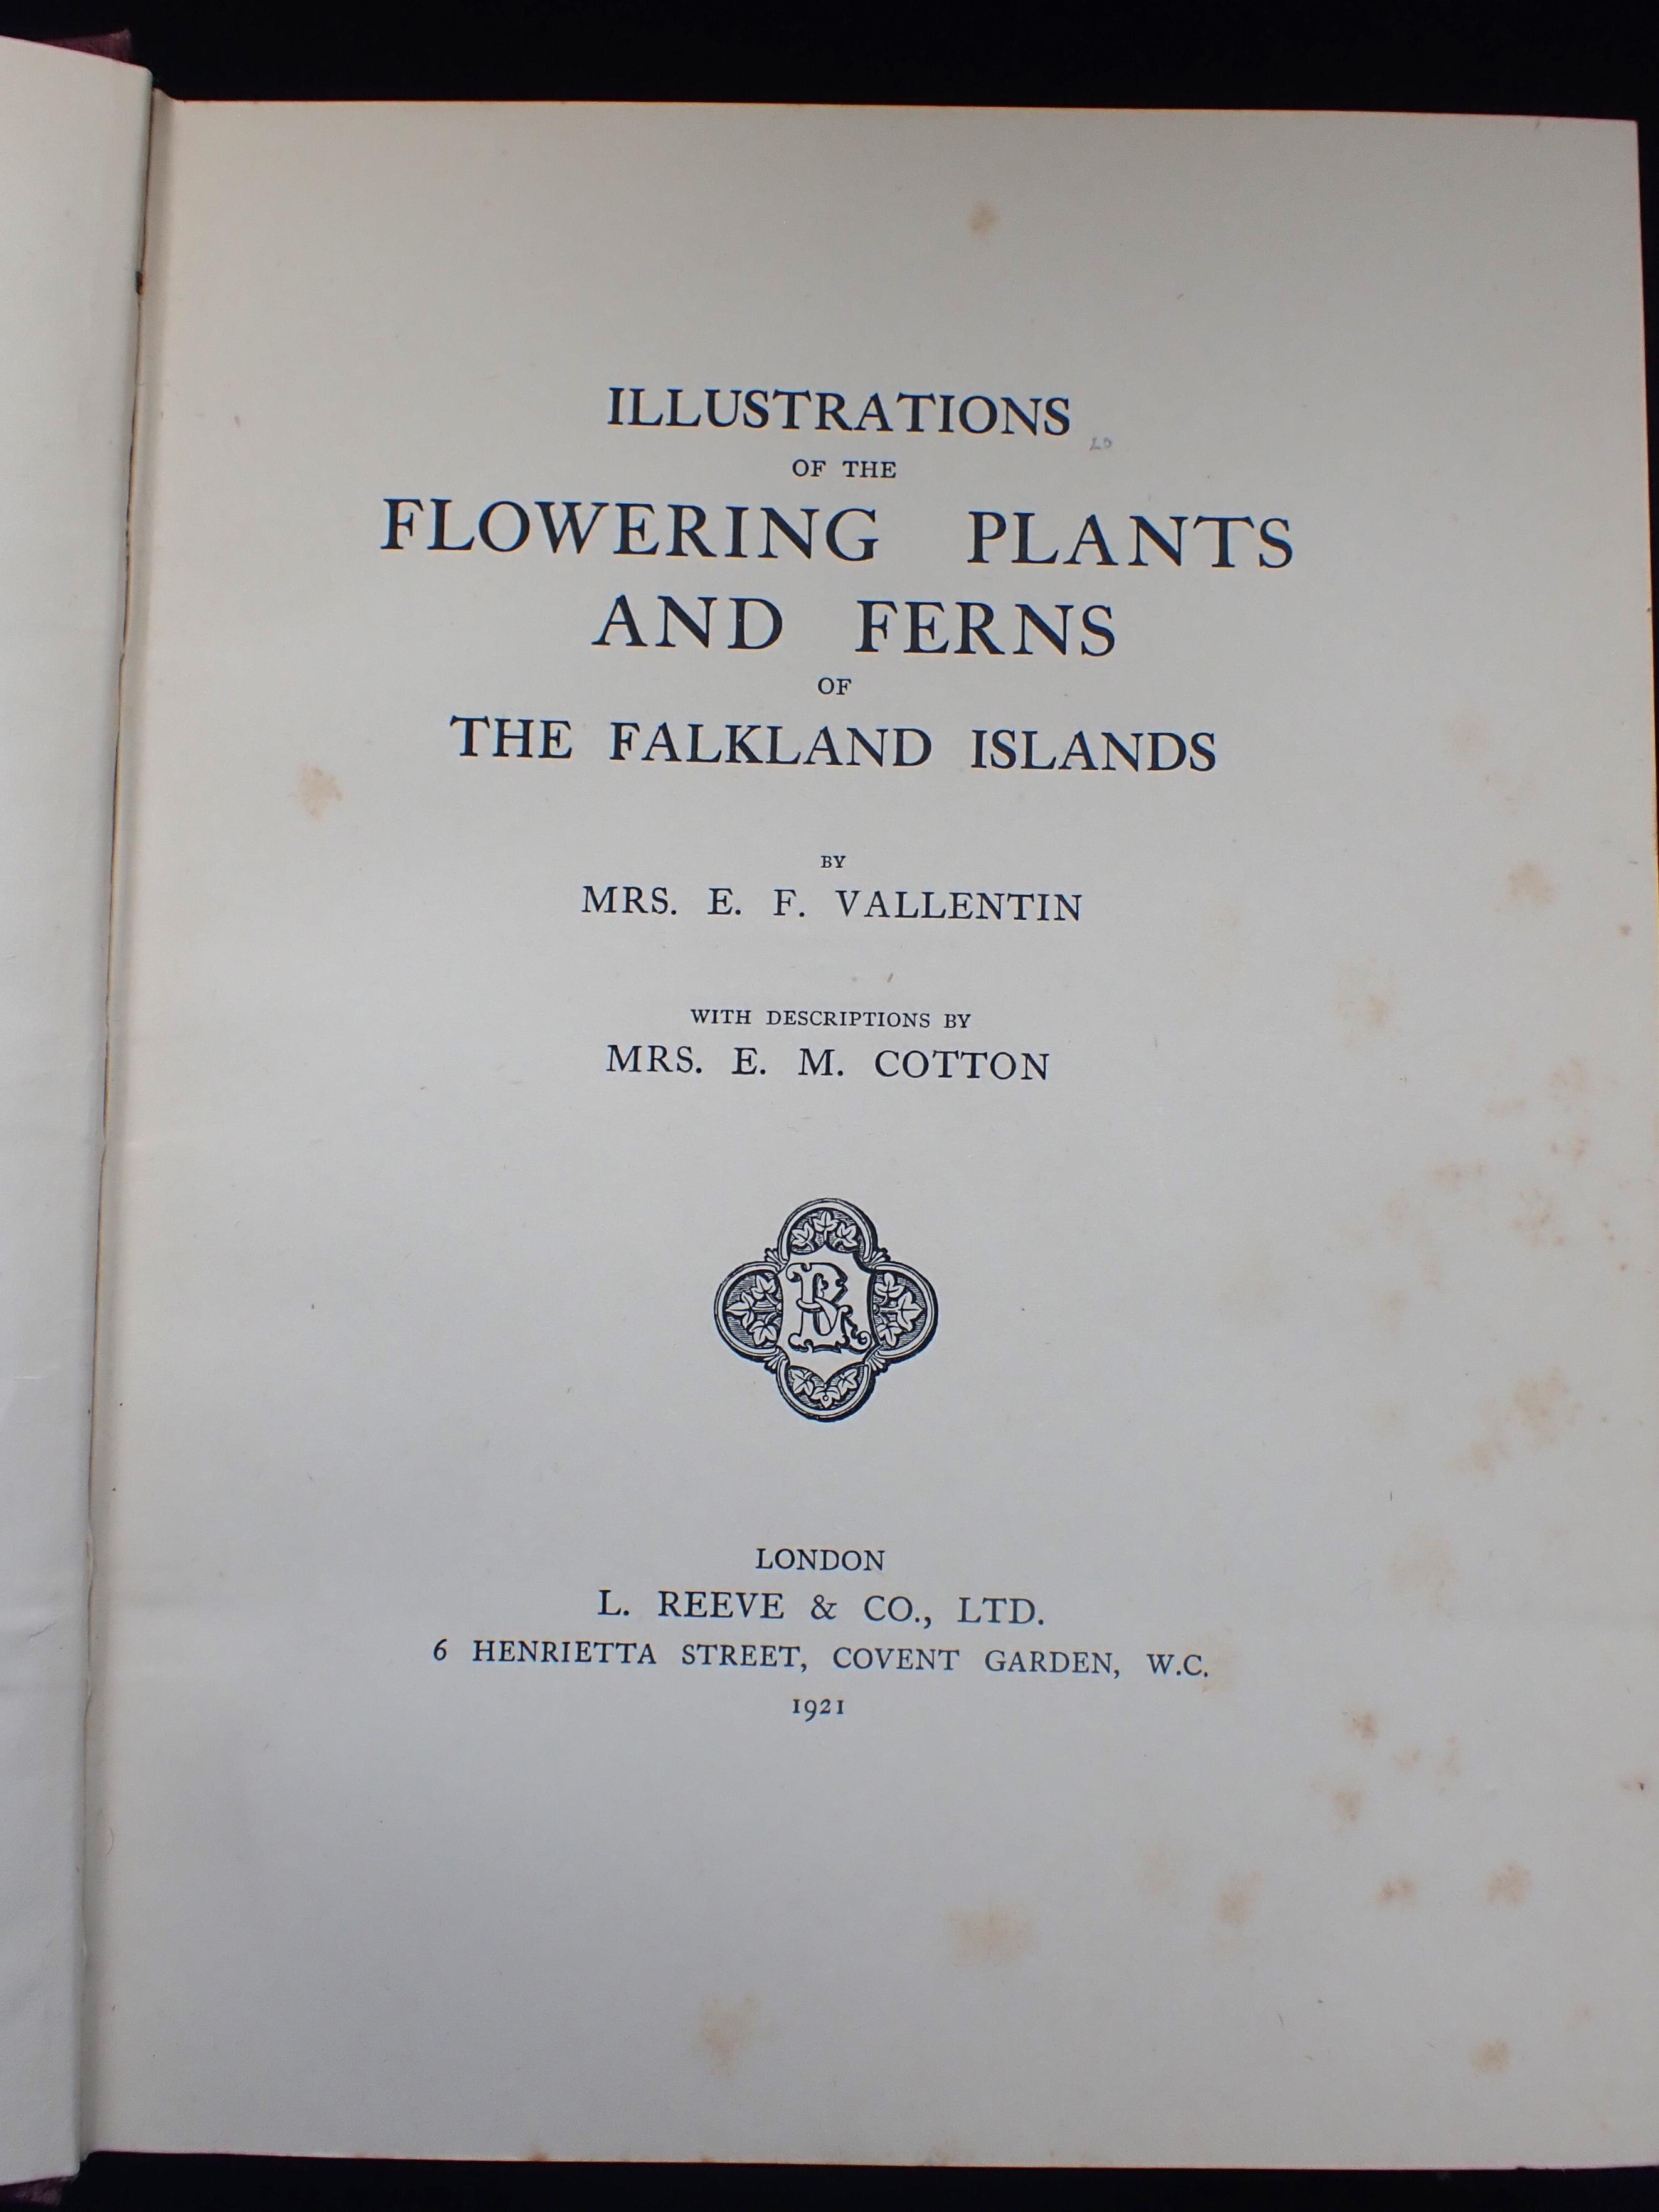 ILLUSTRATIONS
OF THE
FLOWERING PLANTS
AND FERNS
OF
THE FALKLAND ISLANDS
BY
MRS. E. F. VALLENTIN
WITH DESCRIPTIONS BY
MRS. E. M. COTTON
LONDON
L. REEVE & CO., LTD.
6 HENRIETTA STREET, COVENT GARDEN, W.C.
1921